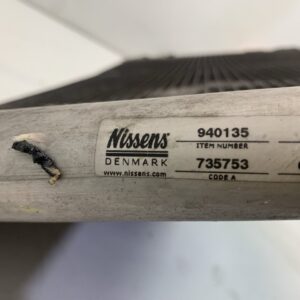 Nissens
DENMARK
www.nissens.com
940135
ITEM NUMBER
735753
CODE A